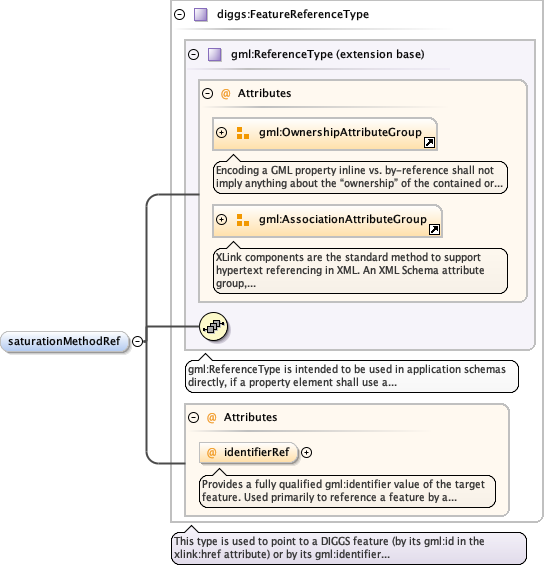 diggs:FeatureReferenceType
gml:ReferenceType (extension base)
@ Attributes
gml:OwnershipAttributeGroup
Encoding a GML property inline vs. by-reference shall not
imply anything about the “ownership” of the contained or...
gml:AssociationAttributeGroup
XLink components are the standard method to support
hypertext referencing in XML. An XML Schema attribute
group,...
saturationMethodRef
gml:ReferenceType is intended to be used in application schemas
directly, if a property element shall use a...
@ Attributes
@ identifierRef
Provides a fully qualified gml:identifier value of the target
feature. Used primarily to reference a feature by a...
This type is used to point to a DIGGS feature (by its gml:id in the
xlink:href attribute) or by its gml:identifier...